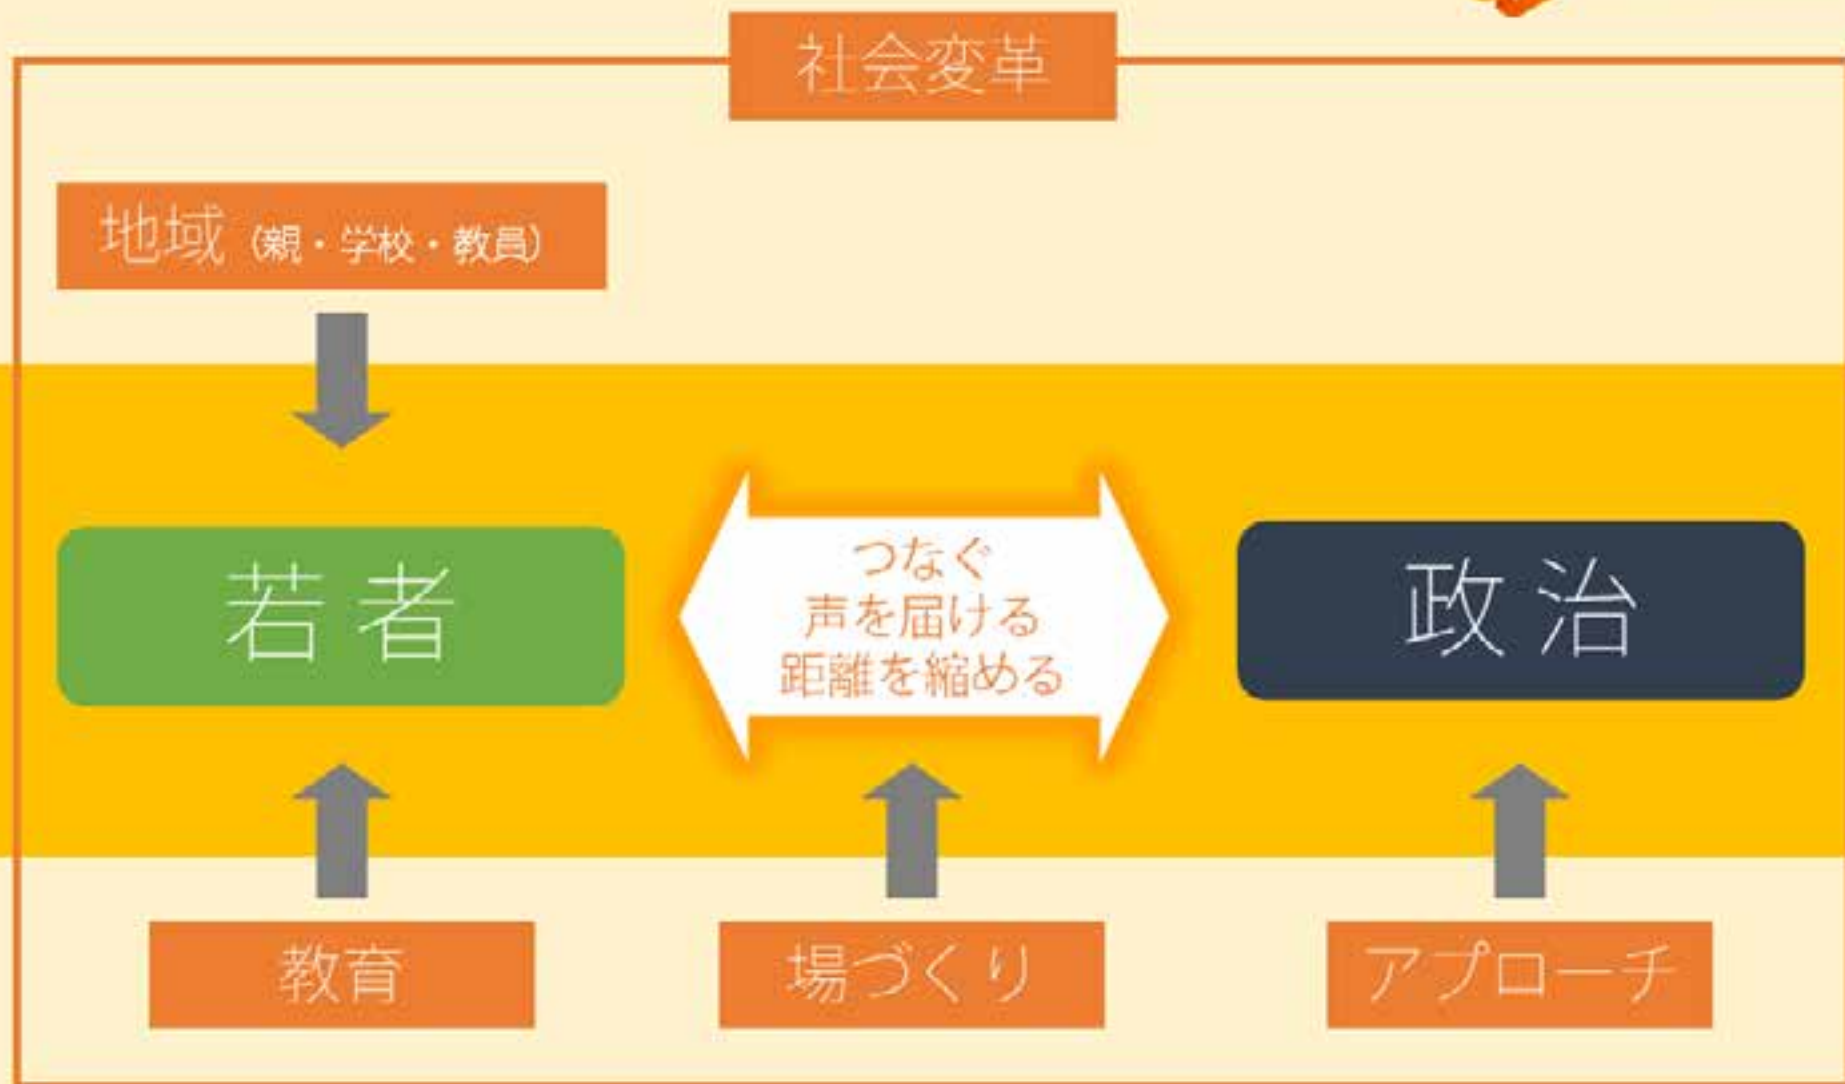 社会変革
地域 (親・学校・教員)
若者
つなぐ
声を届ける
距離を縮める
政治
教育
場づくり
アプローチ